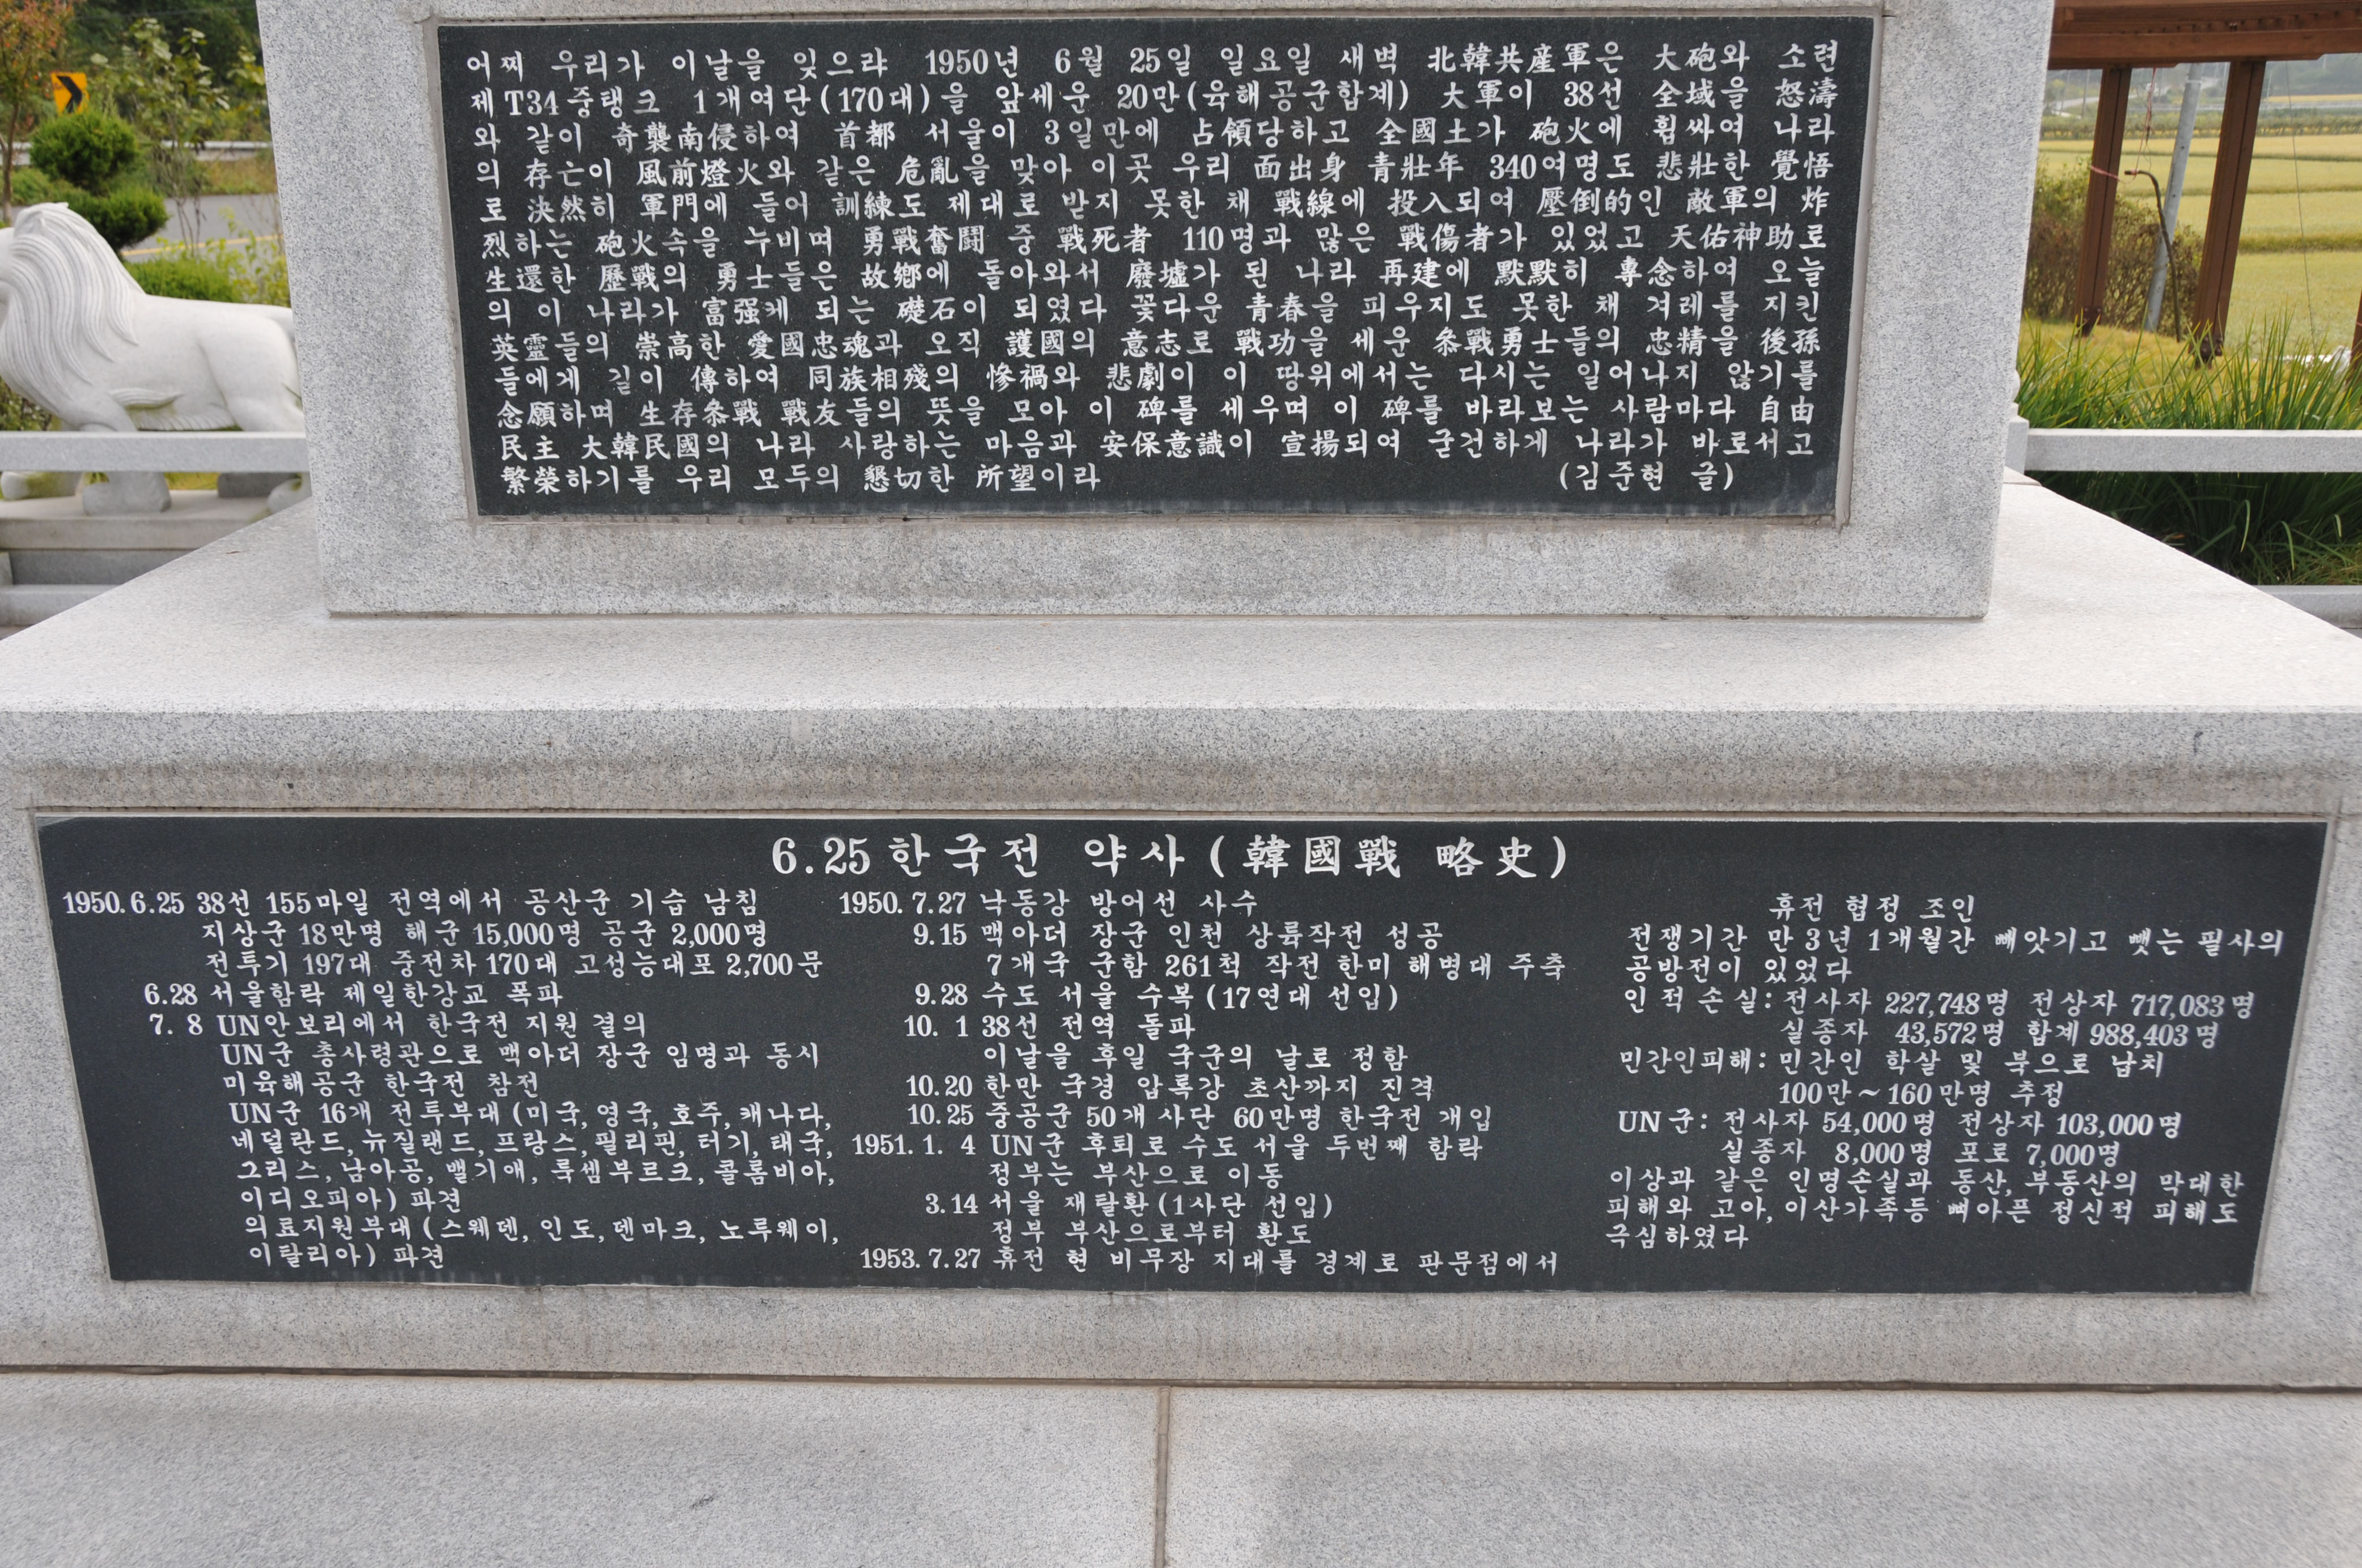 어찌 우리가 이날을 잊으랴 1950년 6월 25일 일요일 새벽 北韓共産軍은 大砲와 소련
제T34중탱크 1개여단(170대)을 앞세운 20만(육해공군합계) 大軍이 38선 全域을 怒濤
와 같이 奇襲南侵하여 首都 서울이 3일만에 占領당하고 全國土가 砲火에 휩싸여 나라
의 存亡이 風前燈火와 같은 危亂을 맞아 이곳 우리 面出身 青壯年 340여명도 悲壯한 覺悟
로 決然히 軍門에 들어 訓練도 제대로 받지 못한 채 戰線에 投入되여 壓倒的인 敵軍의 炸
烈하는 砲火속을 누비며 勇戰奮鬪 중 戰死者 110명과 많은 戰傷者가 있었고 天佑神助로
生還한 歷戰의 勇士들은 故鄕에 돌아와서 廢墟가 된 나라 再建에 默默히 專念하여 오늘
의 이 나라가 富强케 되는 礎石이 되였다 꽃다운 青春을 피우지도 못한 채 겨레를 지킨
英靈들의 崇高한 愛國忠魂과 오직 護國의 意志로 戰功을 세운 叅戰勇士들의 忠精을 後孫
들에게 길이 傳하여 同族相殘의 慘禍와 悲劇이 이 땅위에서는 다시는 일어나지 않기를
念願하며 生存叅戰 戰友들의 뜻을 모아 이 碑를 세우며 이 碑를 바라보는 사람마다 自由
民主 大韓民國의 나라 사랑하는 마음과 安保意識이 宣揚되여 굳건하게 나라가 바로서고
繁榮하기를 우리 모두의 懇切한 所望이라 (김준현 글)
6.25한국전 약사(韓國戰 略史)
1950.6.25 38선 155마일 전역에서 공산군 기습 남침
지상군 18만명 해군 15,000명 공군 2,000명
전투기 197대 중전차 170대 고성능대포 2,700문
6.28 서울함락 제일한강교 폭파
7. 8 UN안보리에서 한국전 지원 결의
UN군 총사령관으로 맥아더 장군 임명과 동시
미육해공군 한국전 참전
UN군 16개 전투부대(미국,영국,호주,캐나다,
네덜란드,뉴질랜드,프랑스,필리핀,터기,태국,
그리스,남아공,밸기애,룩셈부르크,콜롬비아,
이디오피아)파견
의료지원부대(스웨덴,인도,덴마크,노루웨이,
이탈리아)파견
1950. 7.27 낙동강 방어선 사수
9.15 맥아더 장군 인천 상륙작전 성공
7개국 군함 261척 작전 한미 해병대 주축
9.28 수도 서울 수복(17연대 선입)
10. 1 38선 전역 돌파
이날을 후일 국군의 날로 정함
10.20 한만 국경 압록강 초산까지 진격
10.25 중공군 50개 사단 60만명 한국전 개입
1951. 1. 4 UN군 후퇴로 수도 서울 두번째 함락
정부는 부산으로 이동
3.14 서울 재탈환(1사단 선입)
정부 부산으로부터 환도
1953.7.27 휴전 현 비무장 지대를 경계로 판문점에서
휴전 협정 조인
전쟁기간 만3년 1개월간 빼앗기고 뺏는 필사의
공방전이 있었다
인적손실:전사자 227,748명 전상자 717,083명
실종자 43,572명 합계 988,403명
민간인피해:민간인 학살 및 북으로 납치
100만~160만명 추정
UN군:전사자 54,000명 전상자 103,000명
실종자 8,000명 포로 7,000명
이상과 같은 인명손실과 동산,부동산의 막대한
피해와 고아,이산가족등 뼈아픈 정신적 피해도
극심하였다